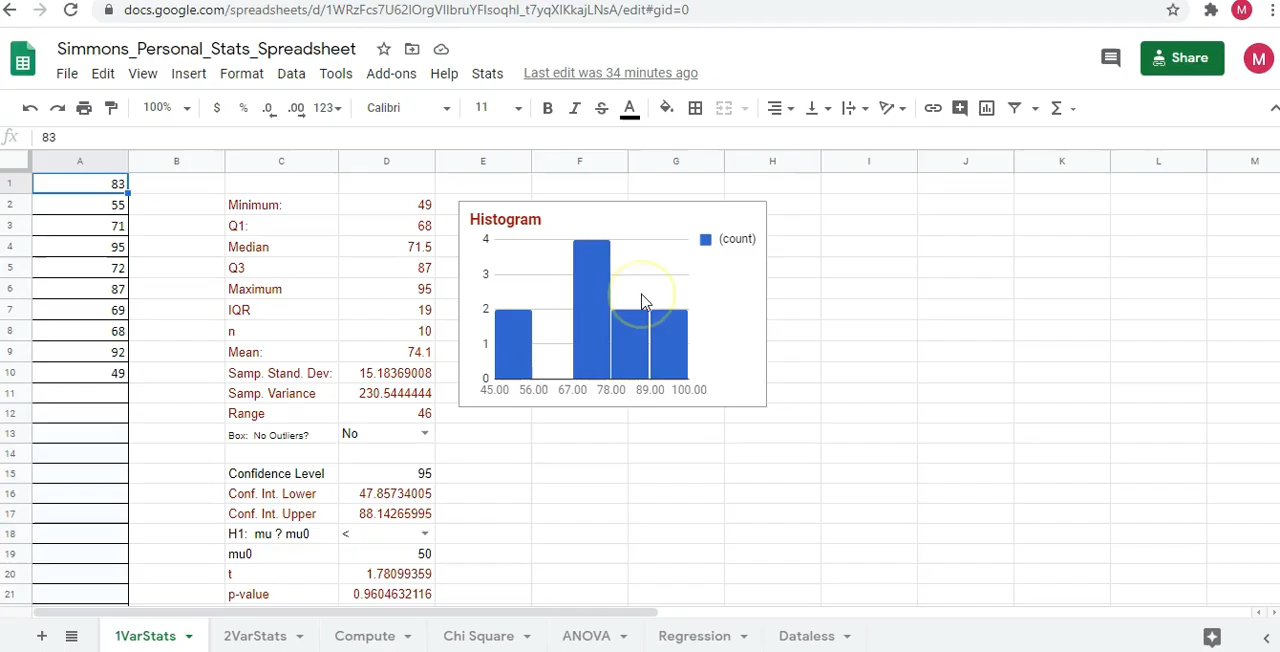 docs.google.com/spreadsheets/d/1WRzFcs7U62IOrgVIIbruYFIsoqhI_t7yqXIKkajLNsA/edit#gid=0
M
Simmons_Personal_Stats_Spreadsheet
File Edit View Insert Format Data Tools Add-ons Help Stats Last edit was 34 minutes ago
Share M
100% $ % .0 .00 123 Calibri 11 B I S A Σ
fx 83
A B C D E F G H I J K L M
1 83
2 55 Minimum: 49
3 71 Q1: 68
4 95 Median 71.5
5 72 Q3 87
6 87 Maximum 95
7 69 IQR 19
8 68 n 10
9 92 Mean: 74.1
10 49 Samp. Stand. Dev: 15.18369008
11 Samp. Variance 230.5444444
12 Range 46
13 Box: No Outliers? No
14
15 Confidence Level 95
16 Conf. Int. Lower 47.85734005
17 Conf. Int. Upper 88.14265995
18 H1: mu ? mu0 <
19 mu0 50
20 t 1.78099359
21 p-value 0.9604632116
Histogram
(count)
4
3
2
1
0
45.00 56.00 67.00 78.00 89.00 100.00
1VarStats 2VarStats Compute Chi Square ANOVA Regression Dataless